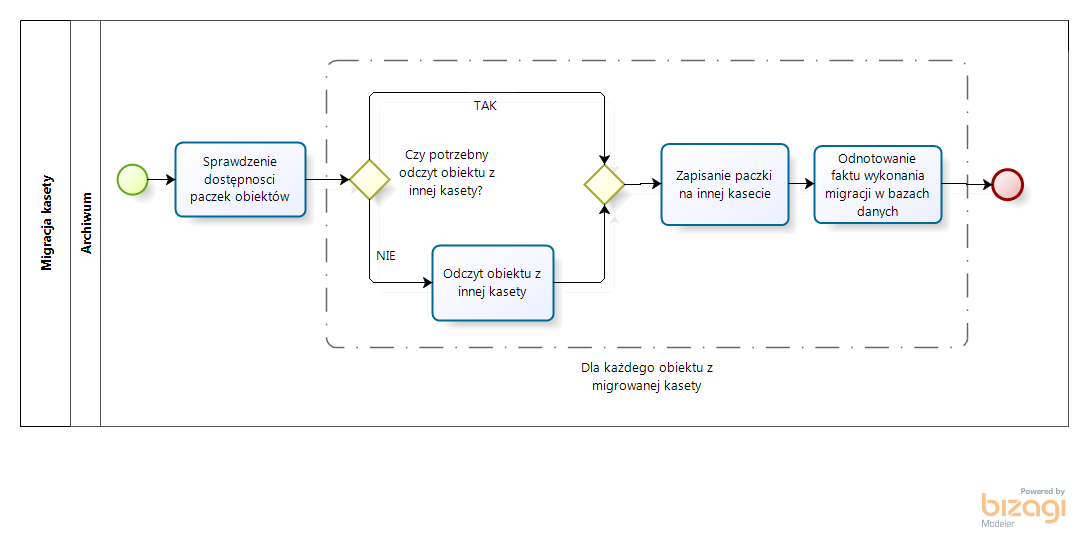 Migracja kasety
Archiwum
Sprawdzenie
dostępnosci
paczek obiektów
TAK
Czy potrzebny
odczyt obiektu z
innej kasety?
NIE
Odczyt obiektu z
innej kasety
Zapisanie paczki
na innej kasecie
Odnotowanie
faktu wykonania
migracji w bazach
danych
Dla każdego obiektu z
migrowanej kasety
Powered by
bizagi
Modeler